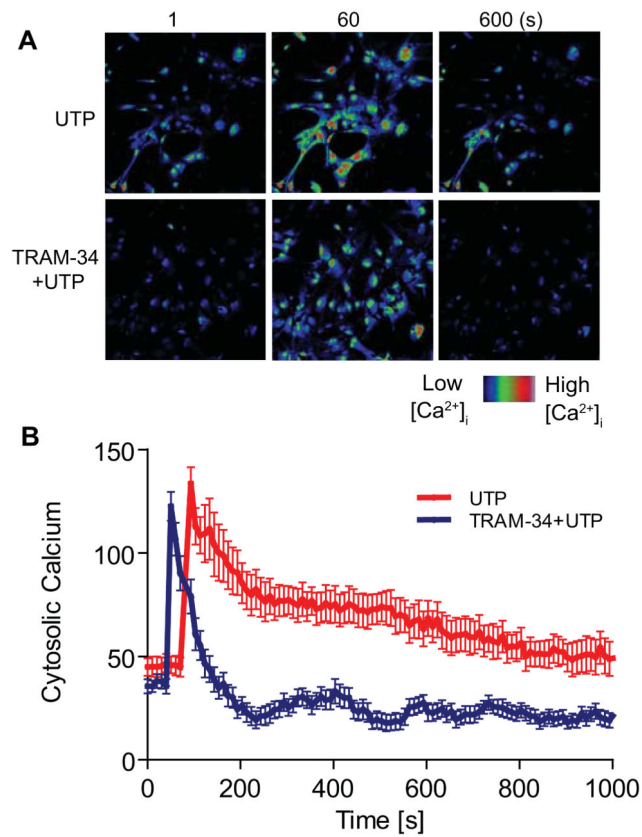 A
1 60 600 (s)
UTP
TRAM-34
+UTP
Low High
[Ca²⁺]ᵢ [Ca²⁺]ᵢ
B
150
100
50
0
Cytosolic Calcium
UTP
TRAM-34+UTP
0 200 400 600 800 1000
Time [s]